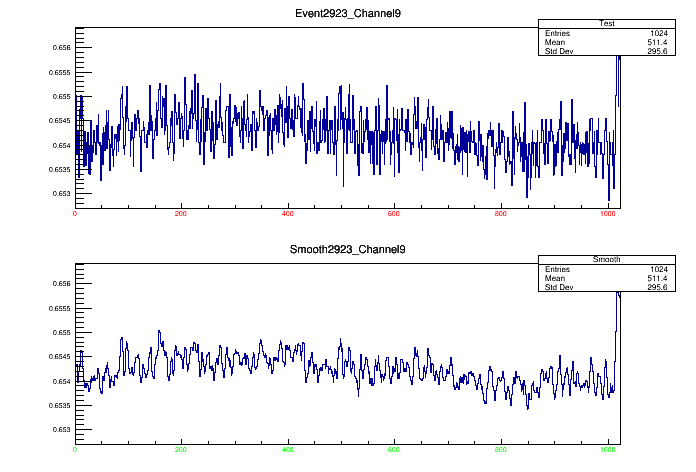 Event2923_Channel9
Test
Entries 1024
Mean 511.4
Std Dev 295.6
0.656
0.6555
0.655
0.6545
0.654
0.6535
0.653
0 200 400 600 800 1000
Smooth2923_Channel9
Smooth
Entries 1024
Mean 511.4
Std Dev 295.6
0.656
0.6555
0.655
0.6545
0.654
0.6535
0.653
0 200 400 600 800 1000